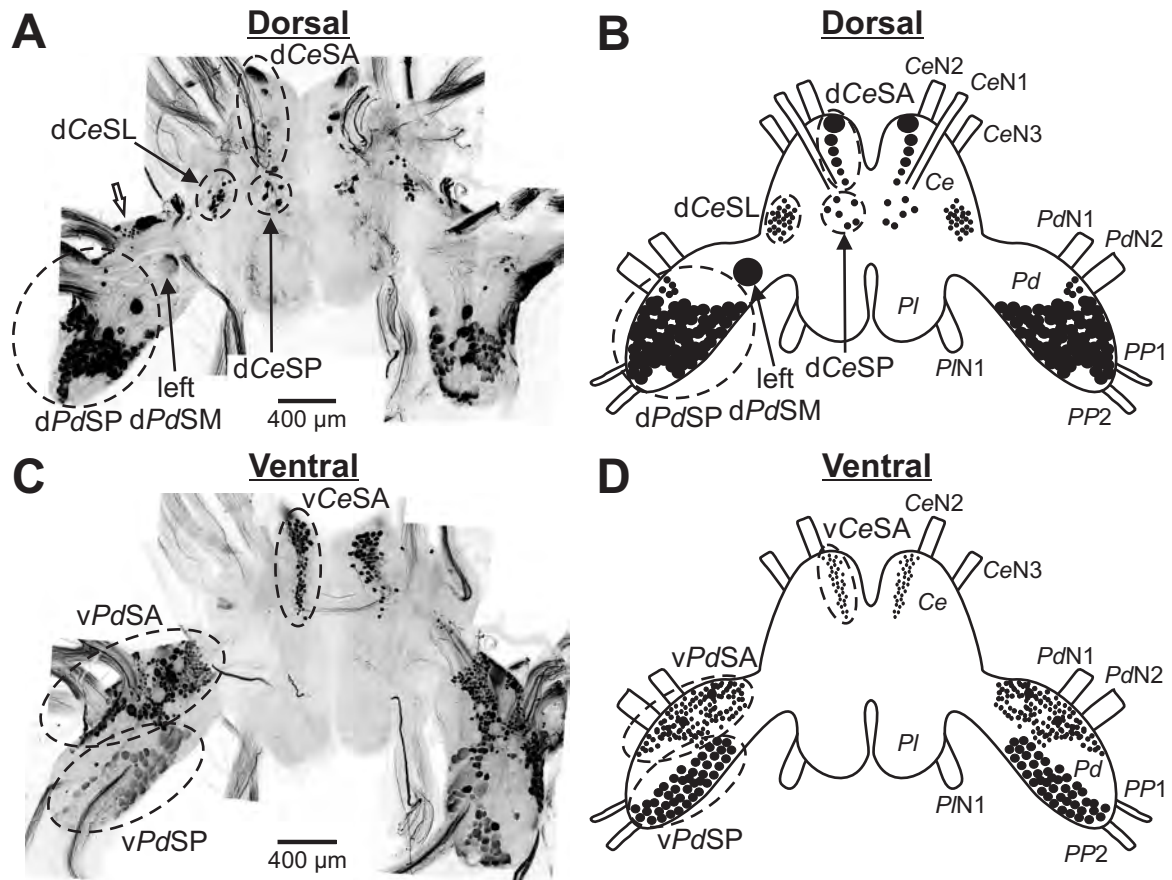 A
Dorsal
dCeSA
dCeSL
dCeSP
left
dPdSP
dPdSM
400 µm
B
Dorsal
CeN2
CeN1
dCeSA
CeN3
Ce
dCeSL
PdN1
PdN2
Pd
Pl
PP1
left
dCeSP
PlN1
dPdSP
dPdSM
PP2
C
Ventral
vCeSA
vPdSA
vPdSP
400 µm
D
Ventral
CeN2
vCeSA
CeN3
Ce
vPdSA
PdN1
PdN2
Pl
Pd
PP1
PlN1
vPdSP
PP2